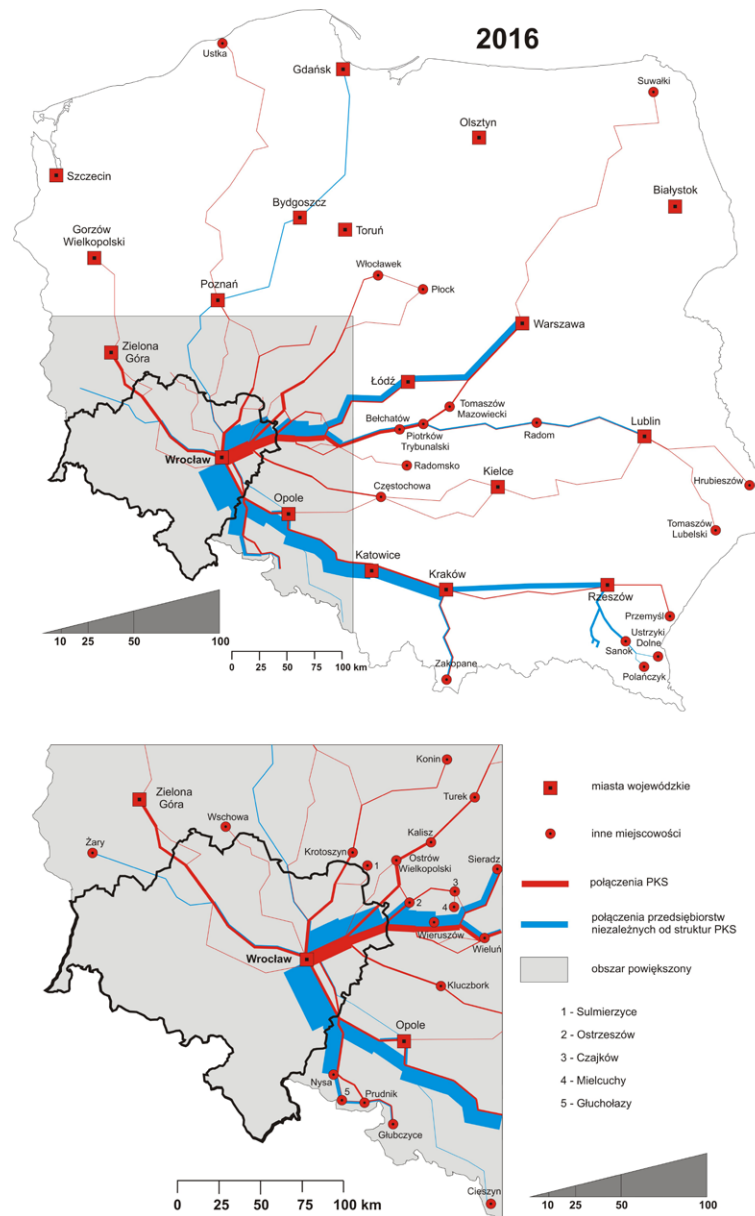 2016
Ustka
Gdańsk
Suwałki
Olsztyn
Szczecin
Białystok
Bydgoszcz
Toruń
Gorzów
Wielkopolski
Włocławek
Płock
Poznań
Warszawa
Zielona
Góra
Łódź
Tomaszów
Mazowiecki
Bełchatów
Piotrków
Trybunalski
Radom
Lublin
Wrocław
Radomsko
Kielce
Częstochowa
Hrubieszów
Opole
Tomaszów
Lubelski
Katowice
Kraków
Rzeszów
Przemyśl
Ustrzyki
Dolne
Sanok
Polańczyk
Zakopane
10 25 50 100
0 25 50 75 100 km
Konin
Zielona
Góra
Turek
Wschowa
Kalisz
Żary
Krotoszyn
Sieradz
1
Ostrów
Wielkopolski
3
2
4
Wieruszów
Wieluń
Wrocław
Kluczbork
Opole
Nysa
5
Prudnik
Głubczyce
Cieszyn
0 25 50 75 100 km
miasta wojewódzkie
inne miejscowości
połączenia PKS
połączenia przedsiębiorstw
niezależnych od struktur PKS
obszar powiększony
1 - Sulmierzyce
2 - Ostrzeszów
3 - Czajków
4 - Mielcuchy
5 - Głuchołazy
10 25 50 100